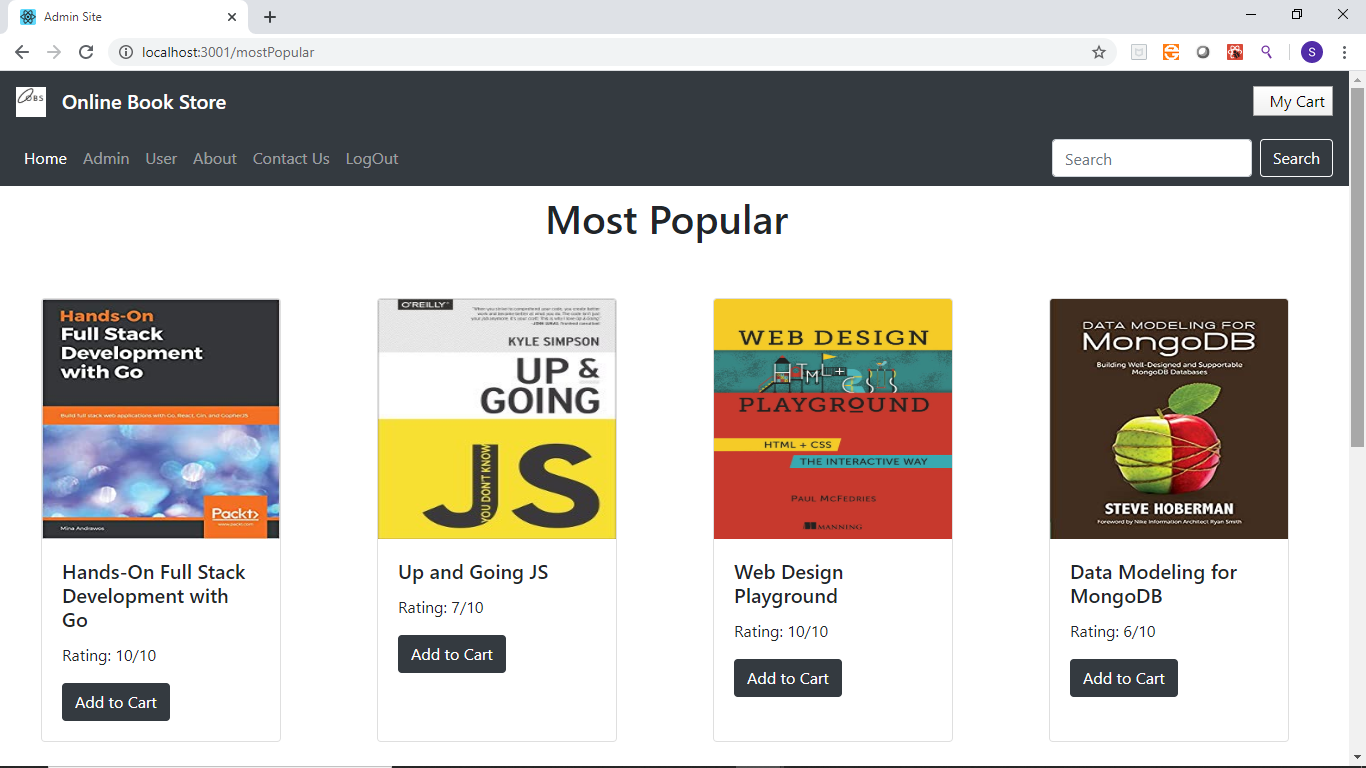 Admin Site
localhost:3001/mostPopular
S
OBS
Online Book Store
My Cart
Home Admin User About Contact Us LogOut
Search
Search
Most Popular
Hands-On
Full Stack
Development
with Go
Build full stack web applications with Go, React, Gin, and GopherJS
Mina Andrawos
Packt>
www.packt.com
O'REILLY
KYLE SIMPSON
UP &
GOING
YOU DON'T KNOW
JS
WEB DESIGN
HTML+
CSS
PLAYGROUND
HTML + CSS
THE INTERACTIVE WAY
PAUL MCFEDRIES
MANNING
DATA MODELING FOR
MongoDB
Building Well-Designed and Supportable
MongoDB Databases
STEVE HOBERMAN
Foreword by Nike Information Architect Ryan Smith
Hands-On Full Stack
Development with
Go
Rating: 10/10
Add to Cart
Up and Going JS
Rating: 7/10
Add to Cart
Web Design
Playground
Rating: 10/10
Add to Cart
Data Modeling for
MongoDB
Rating: 6/10
Add to Cart